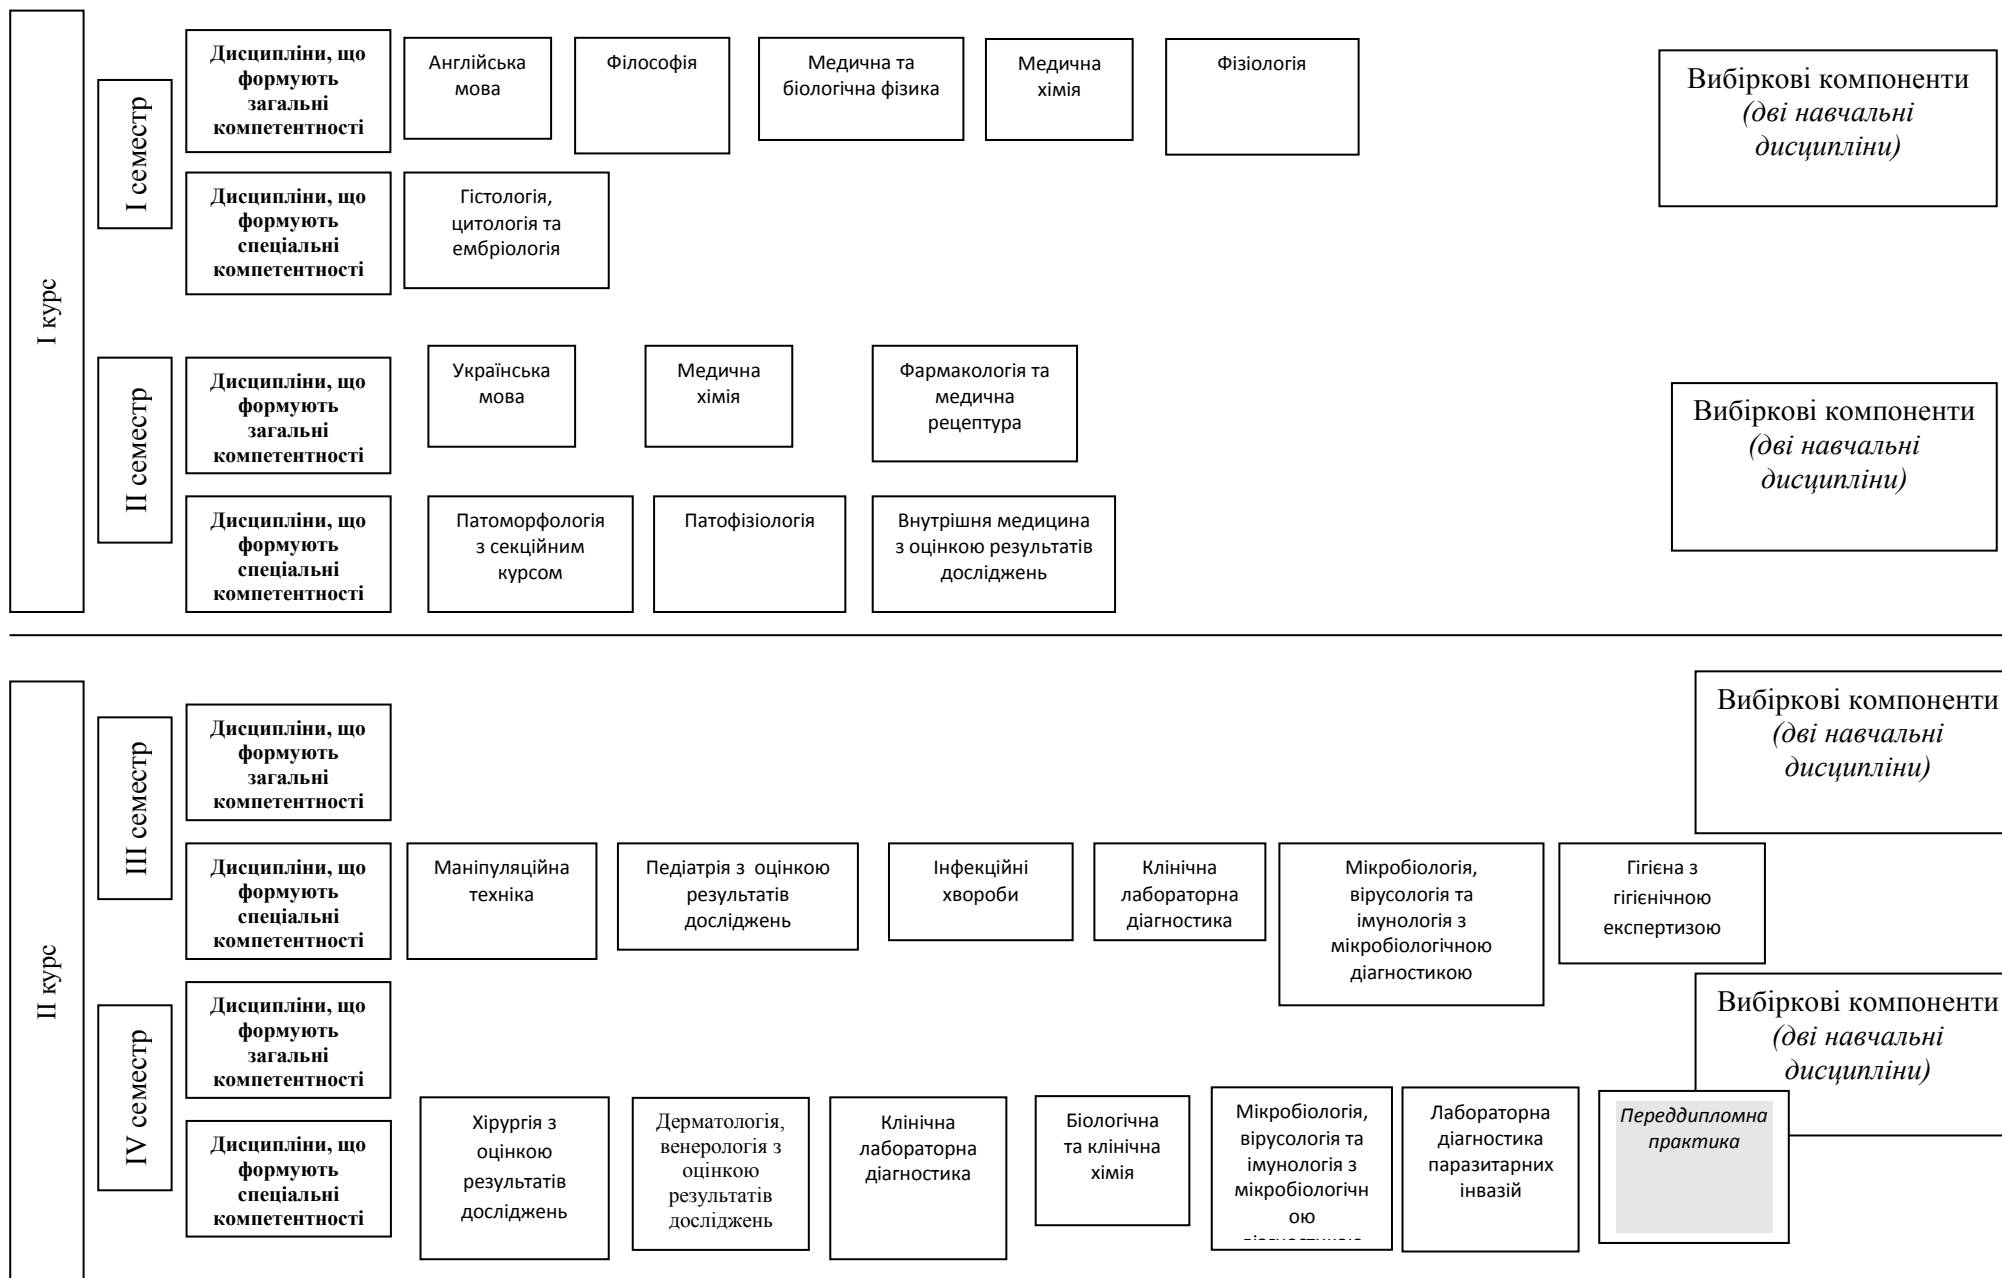 І курс
І семестр
Дисципліни, що
формують
загальні
компетентності
Англійська
мова
Філософія
Медична та
біологічна фізика
Медична
хімія
Фізіологія
Вибіркові компоненти
(дві навчальні
дисципліни)
Дисципліни, що
формують
спеціальні
компетентності
Гістологія,
цитологія та
ембріологія
ІІ семестр
Дисципліни, що
формують
загальні
компетентності
Українська
мова
Медична
хімія
Фармакологія та
медична
рецептура
Вибіркові компоненти
(дві навчальні
дисципліни)
Дисципліни, що
формують
спеціальні
компетентності
Патоморфологія
з секційним
курсом
Патофізіологія
Внутрішня медицина
з оцінкою результатів
досліджень
ІІ курс
ІІІ семестр
Дисципліни, що
формують
загальні
компетентності
Вибіркові компоненти
(дві навчальні
дисципліни)
Дисципліни, що
формують
спеціальні
компетентності
Маніпуляційна
техніка
Педіатрія з оцінкою
результатів
досліджень
Інфекційні
хвороби
Клінічна
лабораторна
діагностика
Мікробіологія,
вірусологія та
імунологія з
мікробіологічною
діагностикою
Гігієна з
гігієнічною
експертизою
IV семестр
Дисципліни, що
формують
загальні
компетентності
Вибіркові компоненти
(дві навчальні
дисципліни)
Дисципліни, що
формують
спеціальні
компетентності
Хірургія з
оцінкою
результатів
досліджень
Дерматологія,
венерологія з
оцінкою
результатів
досліджень
Клінічна
лабораторна
діагностика
Біологічна
та клінічна
хімія
Мікробіологія,
вірусологія та
імунологія з
мікробіологічн
ою
Лабораторна
діагностика
паразитарних
інвазій
Переддипломна
практика